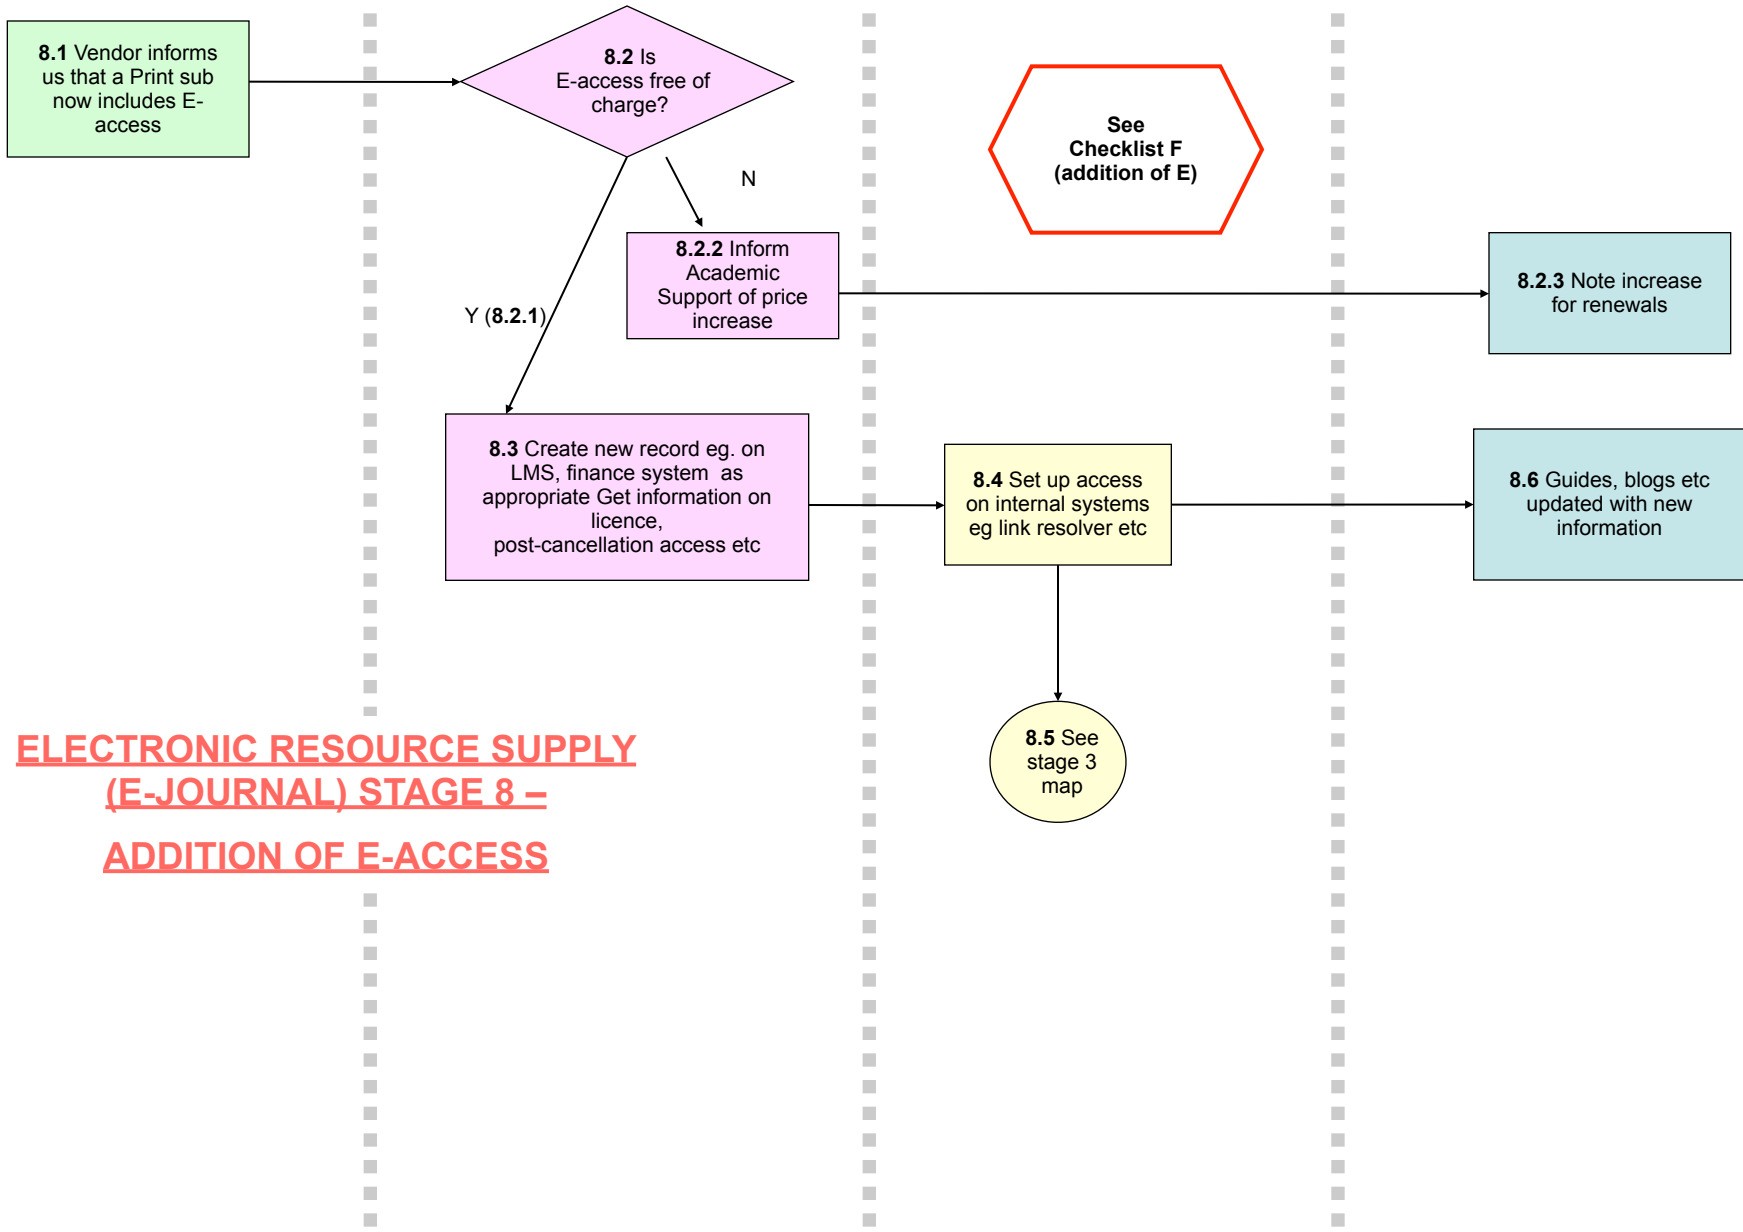 8.1 Vendor informs
us that a Print sub
now includes E-
access
8.2 Is
E-access free of
charge?
See
Checklist F
(addition of E)
N
8.2.2 Inform
Academic
Support of price
increase
8.2.3 Note increase
for renewals
Y (8.2.1)
8.3 Create new record eg. on
LMS, finance system as
appropriate Get information on
licence,
post-cancellation access etc
8.4 Set up access
on internal systems
eg link resolver etc
8.6 Guides, blogs etc
updated with new
information
8.5 See
stage 3
map
ELECTRONIC RESOURCE SUPPLY
(E-JOURNAL) STAGE 8 –
ADDITION OF E-ACCESS